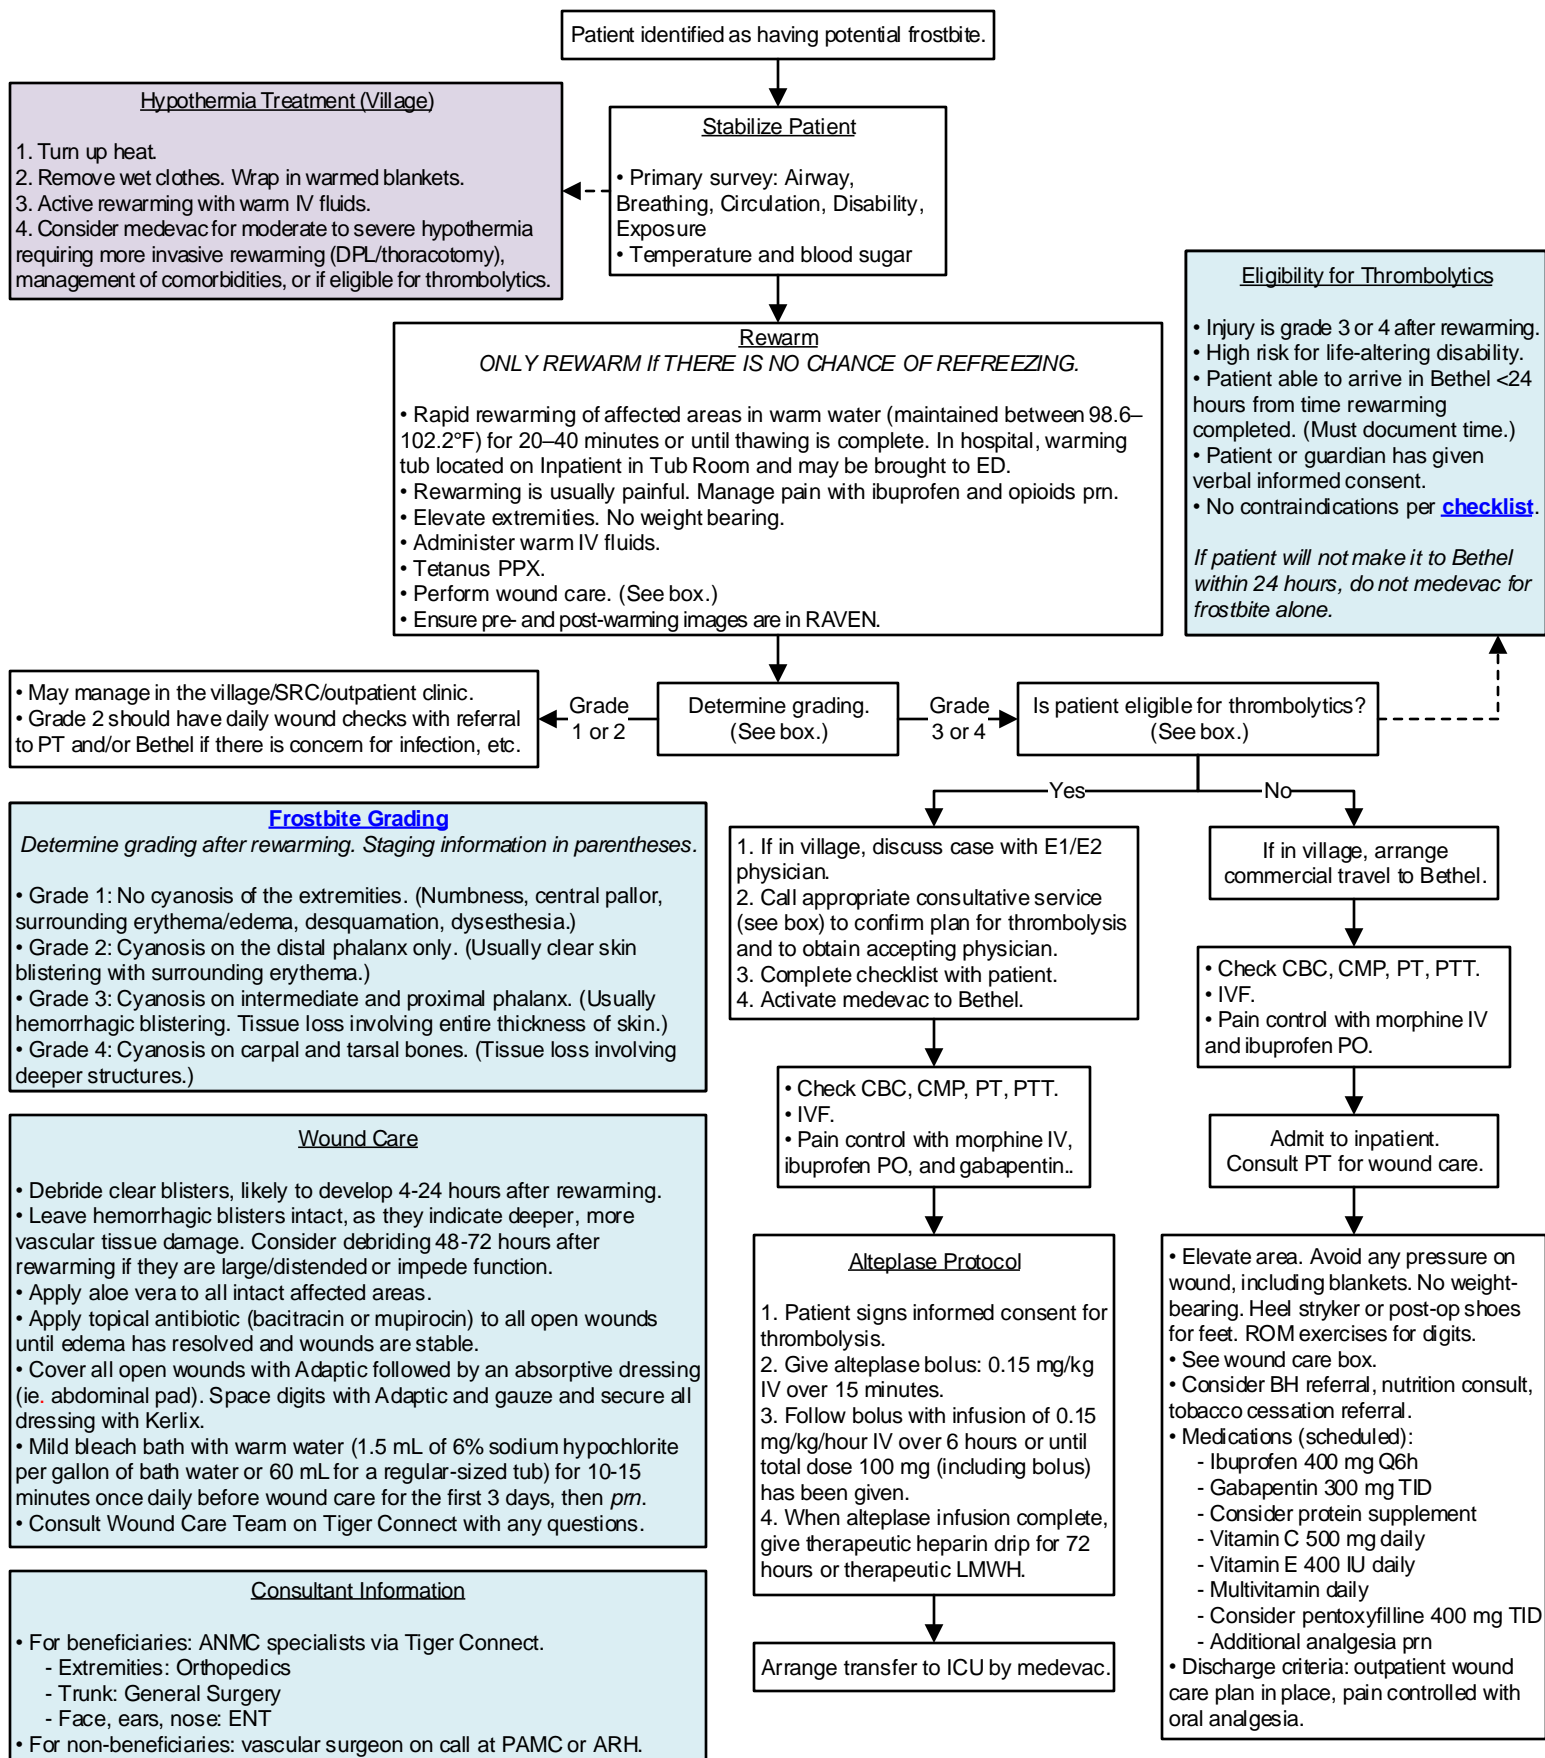 Patient identified as having potential frostbite.
Hypothermia Treatment (Village)
1. Turn up heat.
2. Remove wet clothes. Wrap in warmed blankets.
3. Active rewarming with warm IV fluids.
4. Consider medevac for moderate to severe hypothermia
requiring more invasive rewarming (DPL/thoracotomy),
management of comorbidities, or if eligible for thrombolytics.
Stabilize Patient
• Primary survey: Airway,
Breathing, Circulation, Disability,
Exposure
• Temperature and blood sugar
Eligibility for Thrombolytics
• Injury is grade 3 or 4 after rewarming.
• High risk for life-altering disability.
• Patient able to arrive in Bethel <24
hours from time rewarming
completed. (Must document time.)
• Patient or guardian has given
verbal informed consent.
• No contraindications per checklist.
If patient will not make it to Bethel
within 24 hours, do not medevac for
frostbite alone.
Rewarm
ONLY REWARM If THERE IS NO CHANCE OF REFREEZING.
• Rapid rewarming of affected areas in warm water (maintained between 98.6–
102.2°F) for 20–40 minutes or until thawing is complete. In hospital, warming
tub located on Inpatient in Tub Room and may be brought to ED.
• Rewarming is usually painful. Manage pain with ibuprofen and opioids prn.
• Elevate extremities. No weight bearing.
• Administer warm IV fluids.
• Tetanus PPX.
• Perform wound care. (See box.)
• Ensure pre- and post-warming images are in RAVEN.
• May manage in the village/SRC/outpatient clinic.
• Grade 2 should have daily wound checks with referral
to PT and/or Bethel if there is concern for infection, etc.
Grade
1 or 2
Determine grading.
(See box.)
Grade
3 or 4
Is patient eligible for thrombolytics?
(See box.)
Yes
No
Frostbite Grading
Determine grading after rewarming. Staging information in parentheses.
• Grade 1: No cyanosis of the extremities. (Numbness, central pallor,
surrounding erythema/edema, desquamation, dysesthesia.)
• Grade 2: Cyanosis on the distal phalanx only. (Usually clear skin
blistering with surrounding erythema.)
• Grade 3: Cyanosis on intermediate and proximal phalanx. (Usually
hemorrhagic blistering. Tissue loss involving entire thickness of skin.)
• Grade 4: Cyanosis on carpal and tarsal bones. (Tissue loss involving
deeper structures.)
1. If in village, discuss case with E1/E2
physician.
2. Call appropriate consultative service
(see box) to confirm plan for thrombolysis
and to obtain accepting physician.
3. Complete checklist with patient.
4. Activate medevac to Bethel.
If in village, arrange
commercial travel to Bethel.
• Check CBC, CMP, PT, PTT.
• IVF.
• Pain control with morphine IV
and ibuprofen PO.
• Check CBC, CMP, PT, PTT.
• IVF.
• Pain control with morphine IV,
ibuprofen PO, and gabapentin..
Admit to inpatient.
Consult PT for wound care.
Wound Care
• Debride clear blisters, likely to develop 4-24 hours after rewarming.
• Leave hemorrhagic blisters intact, as they indicate deeper, more
vascular tissue damage. Consider debriding 48-72 hours after
rewarming if they are large/distended or impede function.
• Apply aloe vera to all intact affected areas.
• Apply topical antibiotic (bacitracin or mupirocin) to all open wounds
until edema has resolved and wounds are stable.
• Cover all open wounds with Adaptic followed by an absorptive dressing
(ie. abdominal pad). Space digits with Adaptic and gauze and secure all
dressing with Kerlix.
• Mild bleach bath with warm water (1.5 mL of 6% sodium hypochlorite
per gallon of bath water or 60 mL for a regular-sized tub) for 10-15
minutes once daily before wound care for the first 3 days, then prn.
• Consult Wound Care Team on Tiger Connect with any questions.
Alteplase Protocol
1. Patient signs informed consent for
thrombolysis.
2. Give alteplase bolus: 0.15 mg/kg
IV over 15 minutes.
3. Follow bolus with infusion of 0.15
mg/kg/hour IV over 6 hours or until
total dose 100 mg (including bolus)
has been given.
4. When alteplase infusion complete,
give therapeutic heparin drip for 72
hours or therapeutic LMWH.
Arrange transfer to ICU by medevac.
• Elevate area. Avoid any pressure on
wound, including blankets. No weight-
bearing. Heel stryker or post-op shoes
for feet. ROM exercises for digits.
• See wound care box.
• Consider BH referral, nutrition consult,
tobacco cessation referral.
• Medications (scheduled):
- Ibuprofen 400 mg Q6h
- Gabapentin 300 mg TID
- Consider protein supplement
- Vitamin C 500 mg daily
- Vitamin E 400 IU daily
- Multivitamin daily
- Consider pentoxyfilline 400 mg TID
- Additional analgesia prn
• Discharge criteria: outpatient wound
care plan in place, pain controlled with
oral analgesia.
Consultant Information
• For beneficiaries: ANMC specialists via Tiger Connect.
- Extremities: Orthopedics
- Trunk: General Surgery
- Face, ears, nose: ENT
• For non-beneficiaries: vascular surgeon on call at PAMC or ARH.